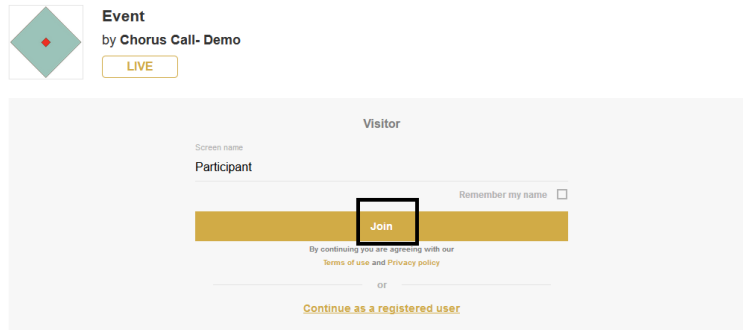 Event
by Chorus Call- Demo
LIVE
Visitor
Screen name
Participant
Remember my name
Join
By continuing you are agreeing with our
Terms of use and Privacy policy
or
Continue as a registered user